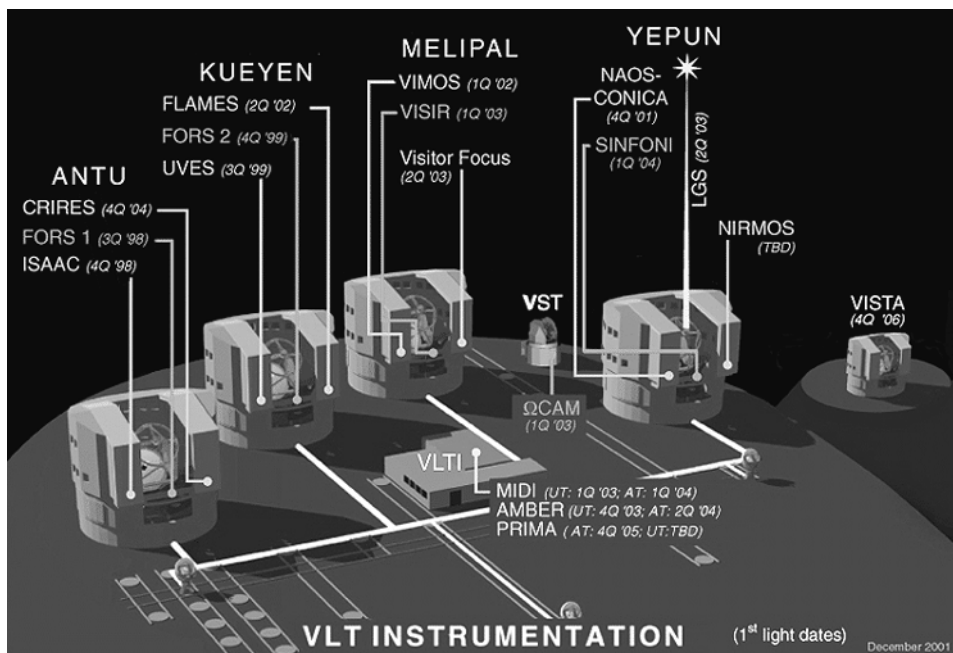 YEPUN
MELIPAL
KUEYEN
NAOS-
CONICA
(4Q '01)
VIMOS (1Q '02)
FLAMES (2Q '02)
VISIR (1Q '03)
FORS 2 (4Q '99)
SINFONI
(1Q '04)
LGS (2Q '03)
UVES (3Q '99)
Visitor Focus
(2Q '03)
ANTU
CRIRES (4Q '04)
FORS 1 (3Q '98)
ISAAC (4Q '98)
NIRMOS
(TBD)
VST
VISTA
(4Q '06)
ΩCAM
(1Q '03)
VLTI
MIDI (UT: 1Q '03; AT: 1Q '04)
AMBER (UT: 4Q '03; AT: 2Q '04)
PRIMA ( AT: 4Q '05; UT:TBD)
VLT INSTRUMENTATION (1st light dates)
December 2001